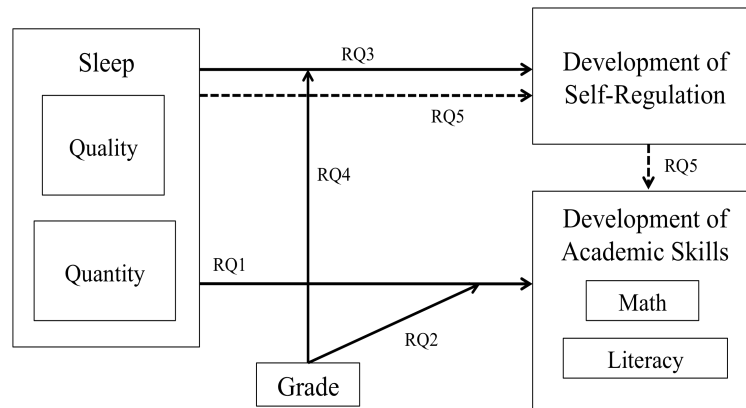 Sleep
Quality
Quantity
RQ3
RQ5
RQ4
RQ1
RQ2
Grade
Development of
Self-Regulation
RQ5
Development of
Academic Skills
Math
Literacy